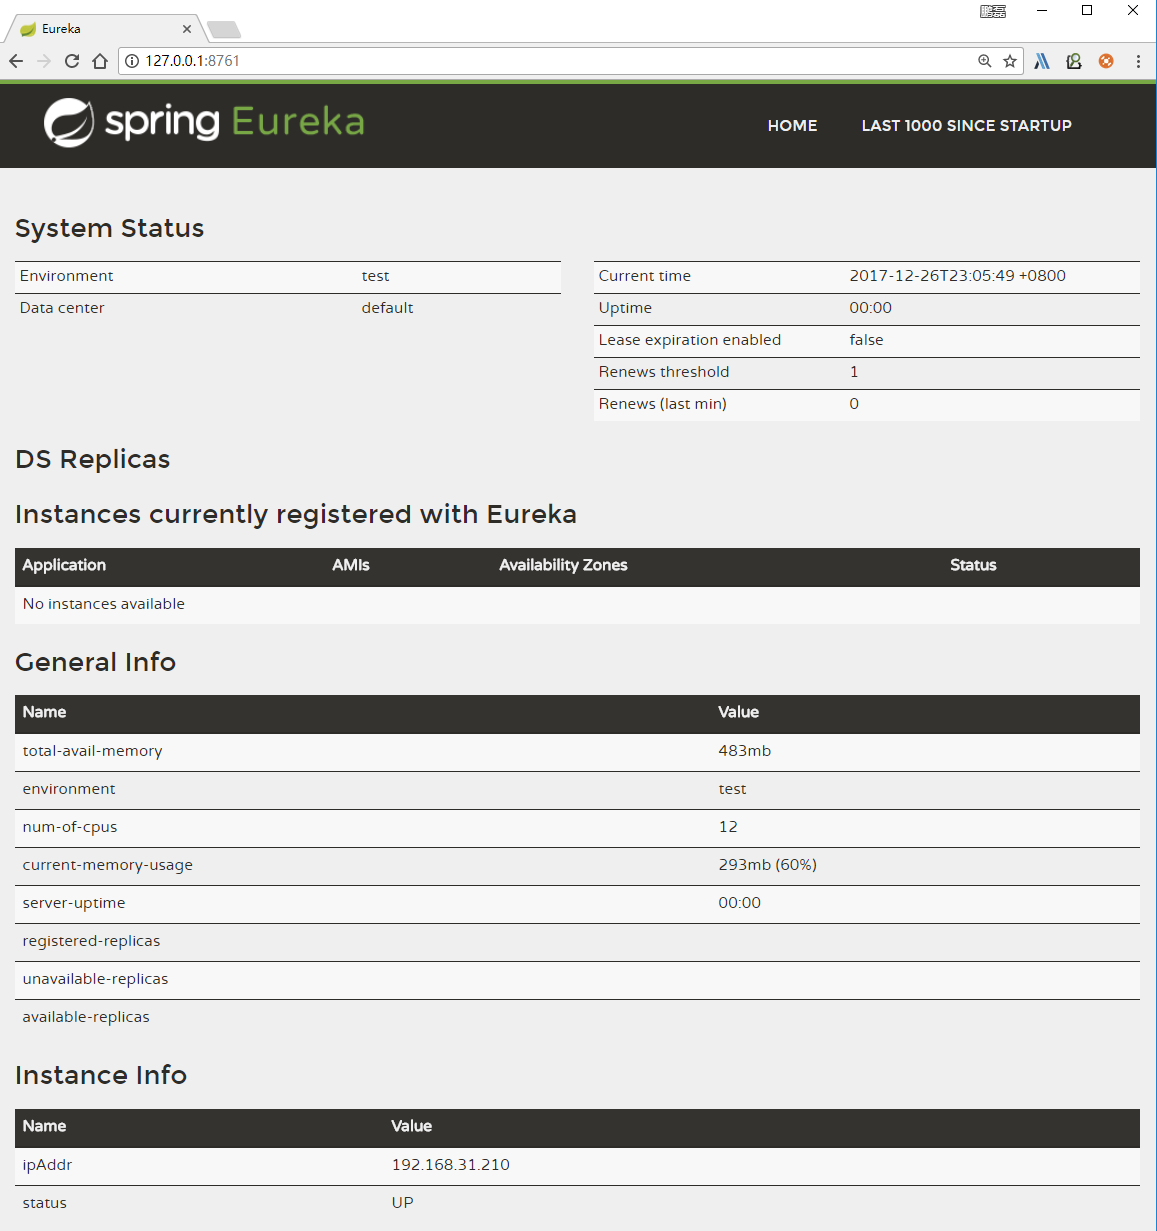 鹏磊
Eureka
127.0.0.1:8761
spring Eureka
HOME LAST 1000 SINCE STARTUP
System Status
Environment test
Data center default
Current time 2017-12-26T23:05:49 +0800
Uptime 00:00
Lease expiration enabled false
Renews threshold 1
Renews (last min) 0
DS Replicas
Instances currently registered with Eureka
Application AMIs Availability Zones Status
No instances available
General Info
Name Value
total-avail-memory 483mb
environment test
num-of-cpus 12
current-memory-usage 293mb (60%)
server-uptime 00:00
registered-replicas
unavailable-replicas
available-replicas
Instance Info
Name Value
ipAddr 192.168.31.210
status UP